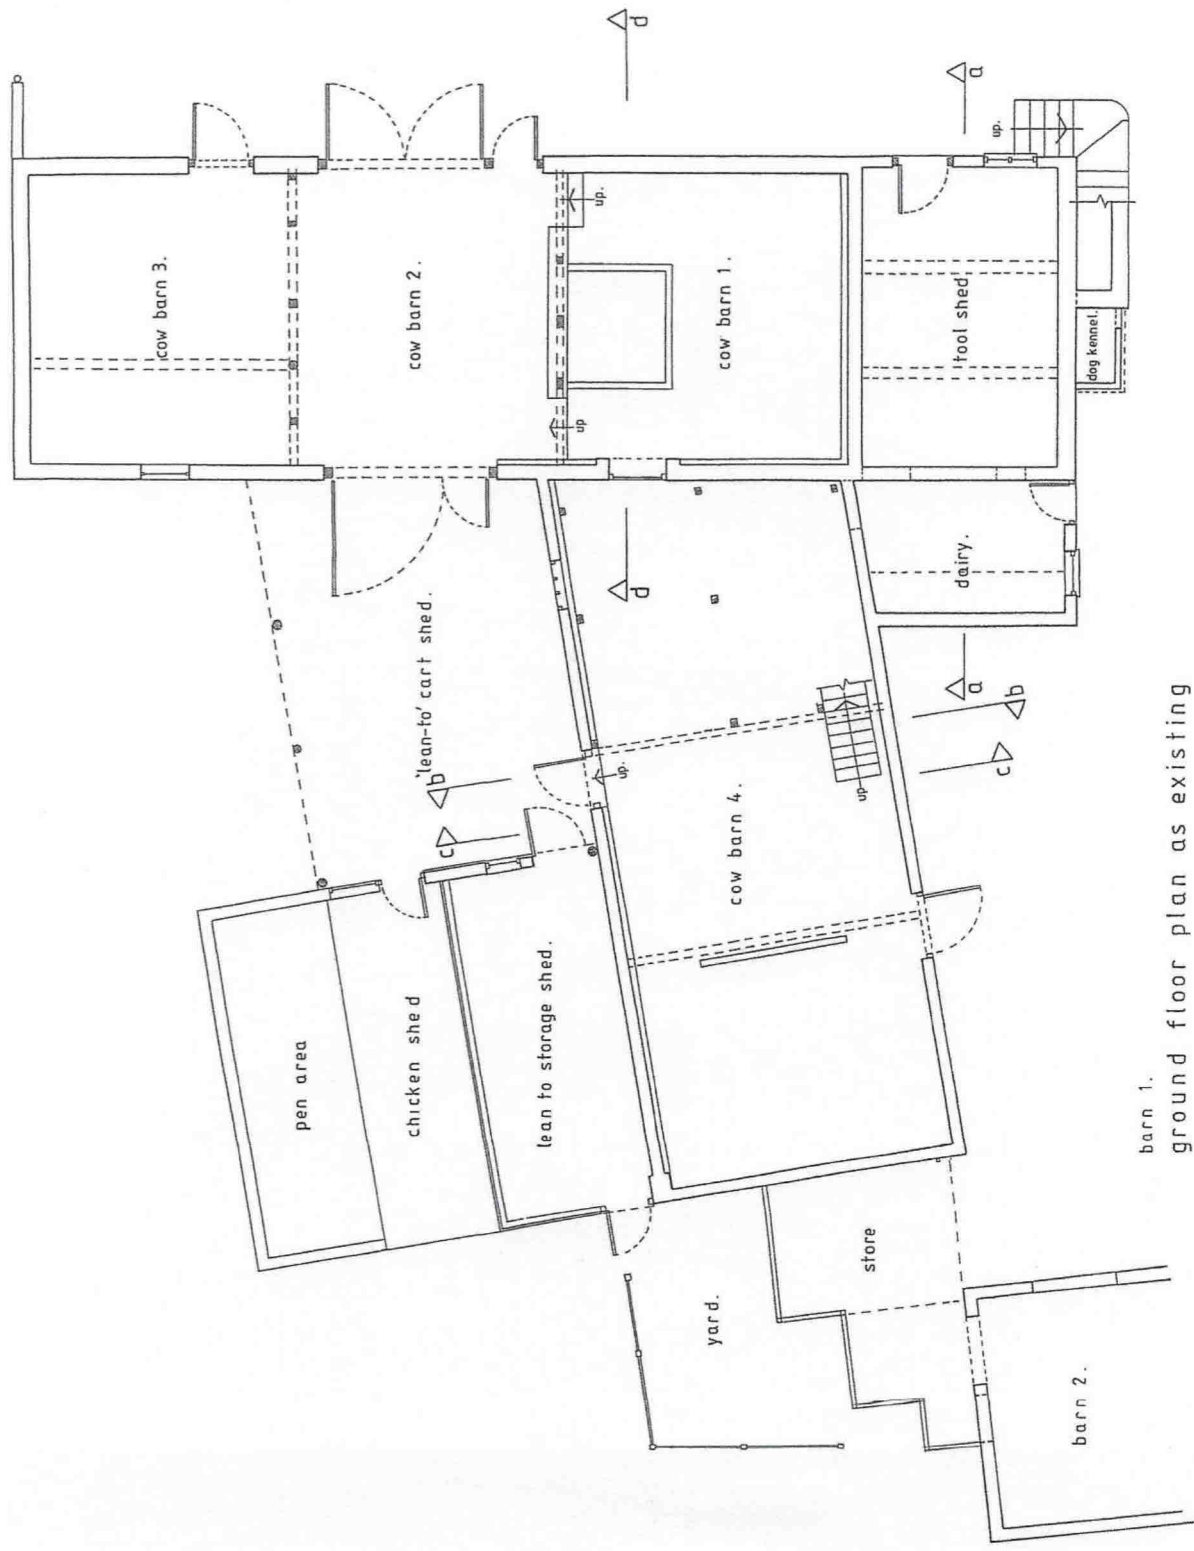 cow barn 3.
cow barn 2.
cow barn 1.
tool shed
dog kennel.
dairy.
'lean-to' cart shed.
cow barn 4.
pen area
chicken shed
lean to storage shed.
yard.
store
barn 2.
up.
up
up.
up.
up
d
d
a
a
b
b
c
c
barn 1.
ground floor plan as existing